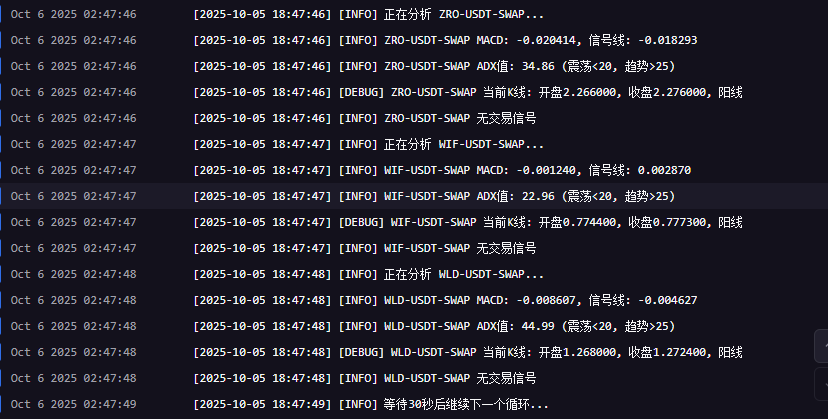 Oct 6 2025 02:47:46 [2025-10-05 18:47:46] [INFO] 正在分析 ZRO-USDT-SWAP...
Oct 6 2025 02:47:46 [2025-10-05 18:47:46] [INFO] ZRO-USDT-SWAP MACD: -0.020414, 信号线: -0.018293
Oct 6 2025 02:47:46 [2025-10-05 18:47:46] [INFO] ZRO-USDT-SWAP ADX值: 34.86 (震荡<20, 趋势>25)
Oct 6 2025 02:47:46 [2025-10-05 18:47:46] [DEBUG] ZRO-USDT-SWAP 当前K线: 开盘2.266000, 收盘2.276000, 阳线
Oct 6 2025 02:47:46 [2025-10-05 18:47:46] [INFO] ZRO-USDT-SWAP 无交易信号
Oct 6 2025 02:47:47 [2025-10-05 18:47:47] [INFO] 正在分析 WIF-USDT-SWAP...
Oct 6 2025 02:47:47 [2025-10-05 18:47:47] [INFO] WIF-USDT-SWAP MACD: -0.001240, 信号线: 0.002870
Oct 6 2025 02:47:47 [2025-10-05 18:47:47] [INFO] WIF-USDT-SWAP ADX值: 22.96 (震荡<20, 趋势>25)
Oct 6 2025 02:47:47 [2025-10-05 18:47:47] [DEBUG] WIF-USDT-SWAP 当前K线: 开盘0.774400, 收盘0.777300, 阳线
Oct 6 2025 02:47:47 [2025-10-05 18:47:47] [INFO] WIF-USDT-SWAP 无交易信号
Oct 6 2025 02:47:48 [2025-10-05 18:47:48] [INFO] 正在分析 WLD-USDT-SWAP...
Oct 6 2025 02:47:48 [2025-10-05 18:47:48] [INFO] WLD-USDT-SWAP MACD: -0.008607, 信号线: -0.004627
Oct 6 2025 02:47:48 [2025-10-05 18:47:48] [INFO] WLD-USDT-SWAP ADX值: 44.99 (震荡<20, 趋势>25)
Oct 6 2025 02:47:48 [2025-10-05 18:47:48] [DEBUG] WLD-USDT-SWAP 当前K线: 开盘1.268000, 收盘1.272400, 阳线
Oct 6 2025 02:47:48 [2025-10-05 18:47:48] [INFO] WLD-USDT-SWAP 无交易信号
Oct 6 2025 02:47:49 [2025-10-05 18:47:49] [INFO] 等待30秒后继续下一个循环...